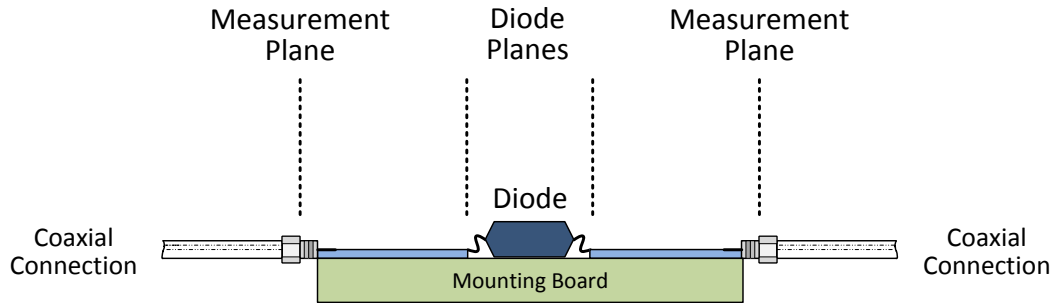 Measurement
Plane
Diode
Planes
Measurement
Plane
Diode
Coaxial
Connection
Coaxial
Connection
Mounting Board